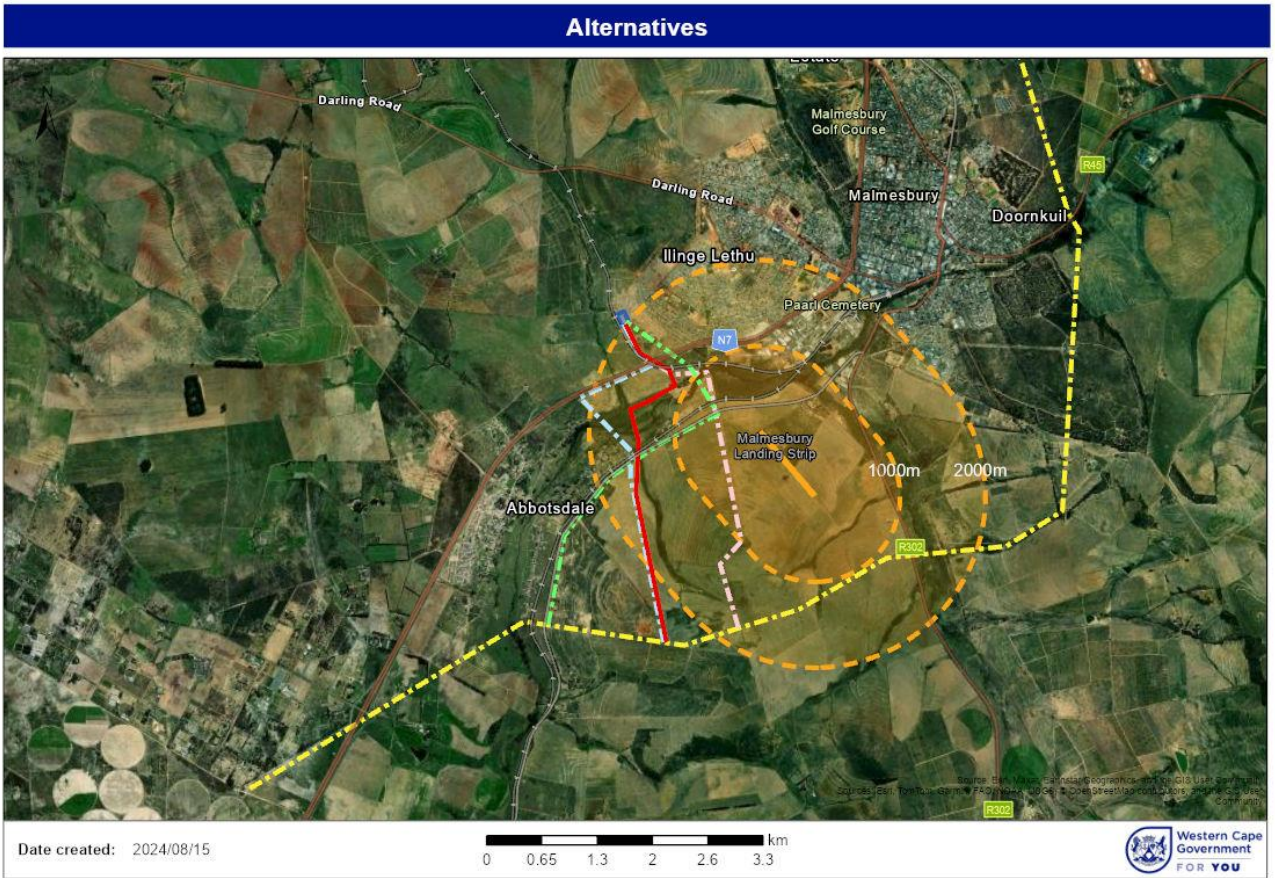 Alternatives
N
Darling Road
Malmesbury
Golf Course
R45
Darling Road
Malmesbury
Doornkuil
Ilinge Lethu
Paarl Cemetery
N7
Malmesbury
Landing Strip
1000m
2000m
Abbotsdale
R302
R302
Community
Date created: 2024/08/15
km
0 0.65 1.3 2 2.6 3.3
Western Cape
Government
FOR YOU